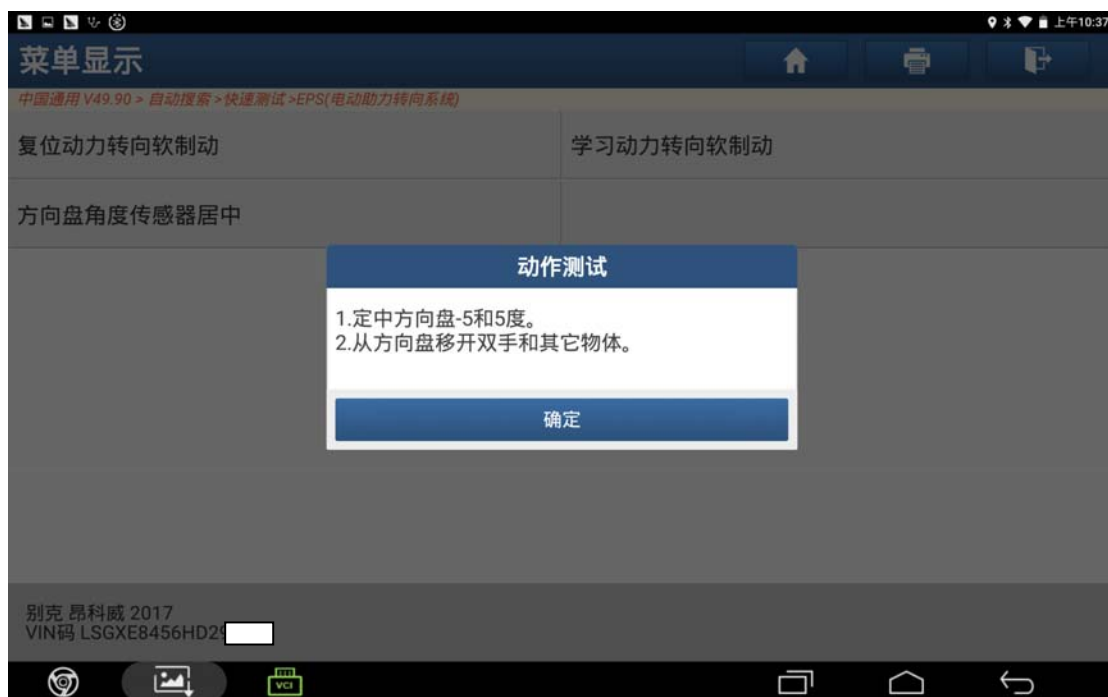 上午10:37
菜单显示
中国通用 V49.90 > 自动搜索 > 快速测试 >EPS(电动助力转向系统)
复位动力转向软制动
学习动力转向软制动
方向盘角度传感器居中
动作测试
1.定中方向盘-5和5度。
2.从方向盘移开双手和其它物体。
确定
别克 昂科威 2017
VIN码 LSGXE8456HD29
VCI